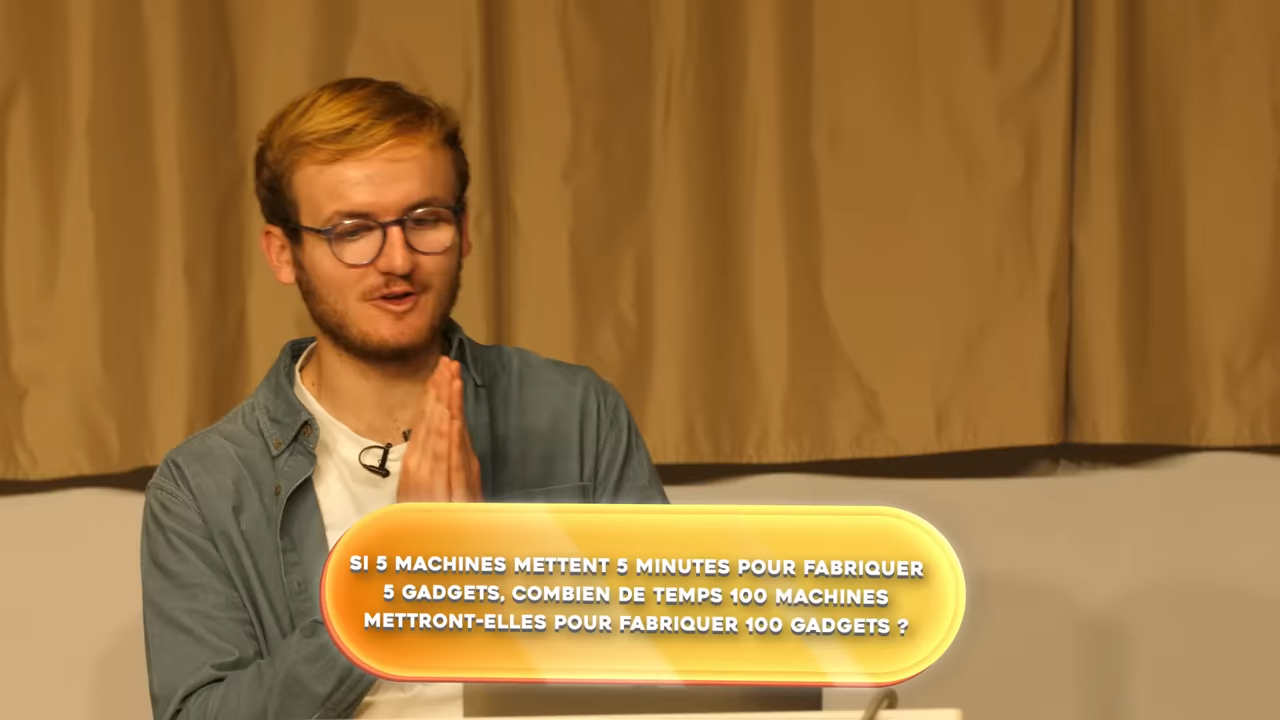 SI 5 MACHINES METTENT 5 MINUTES POUR FABRIQUER
5 GADGETS, COMBIEN DE TEMPS 100 MACHINES
METTRONT-ELLES POUR FABRIQUER 100 GADGETS ?